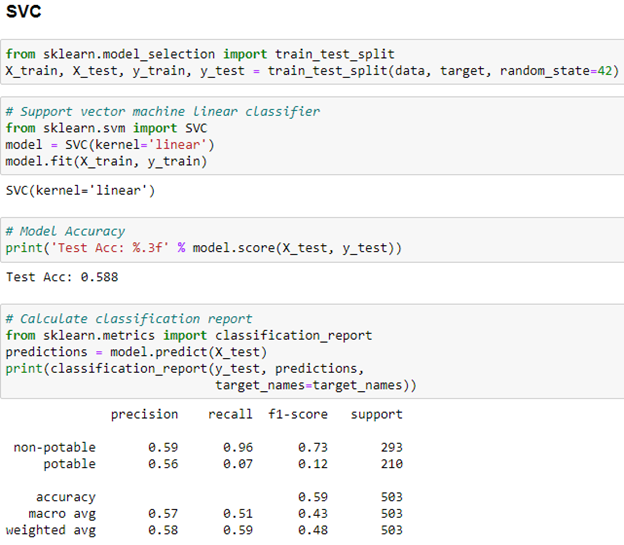 SVC
from sklearn.model_selection import train_test_split
X_train, X_test, y_train, y_test = train_test_split(data, target, random_state=42)
# Support vector machine linear classifier
from sklearn.svm import SVC
model = SVC(kernel='linear')
model.fit(X_train, y_train)
SVC(kernel='linear')
# Model Accuracy
print('Test Acc: %.3f' % model.score(X_test, y_test))
Test Acc: 0.588
# Calculate classification report
from sklearn.metrics import classification_report
predictions = model.predict(X_test)
print(classification_report(y_test, predictions,
                            target_names=target_names))
              precision    recall  f1-score   support
 non-potable       0.59      0.96      0.73       293
     potable       0.56      0.07      0.12       210
    accuracy                           0.59       503
   macro avg       0.57      0.51      0.43       503
weighted avg       0.58      0.59      0.48       503